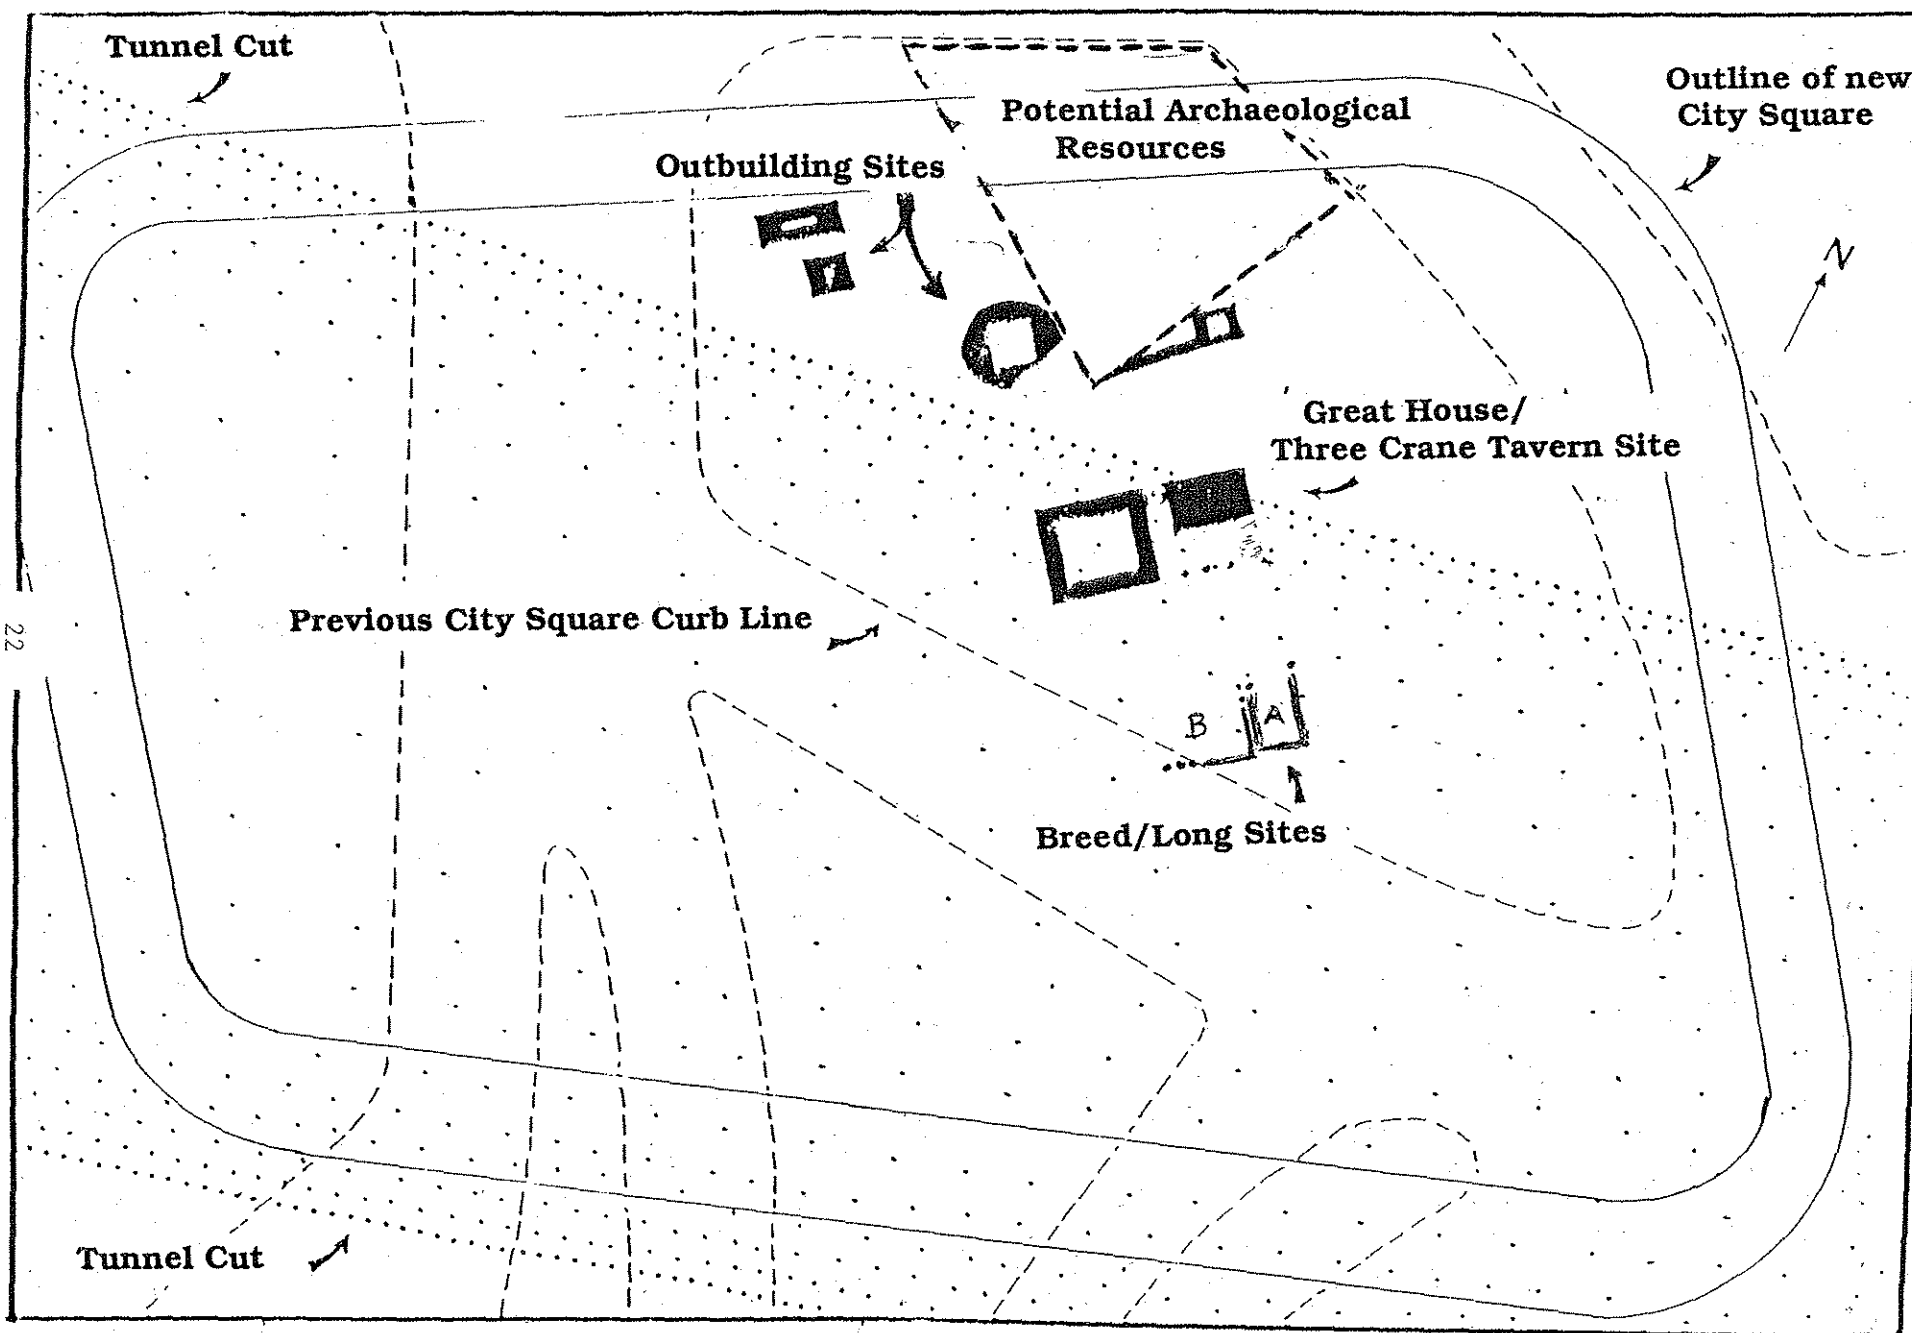 Tunnel Cut
Outline of new
City Square
Potential Archaeological
Resources
Outbuilding Sites
N
Great House/
Three Crane Tavern Site
Previous City Square Curb Line
22
B
A
Breed/Long Sites
Tunnel Cut